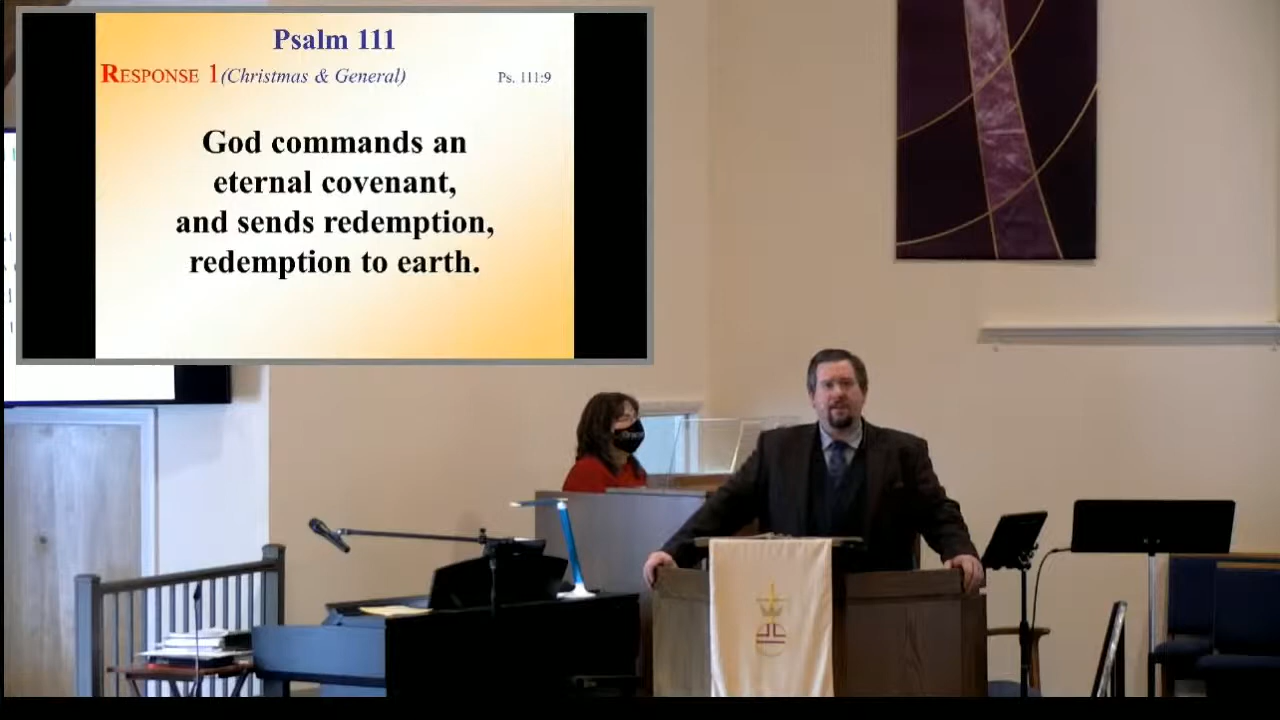 Psalm 111
RESPONSE 1 (Christmas & General) Ps. 111:9
God commands an
eternal covenant,
and sends redemption,
redemption to earth.